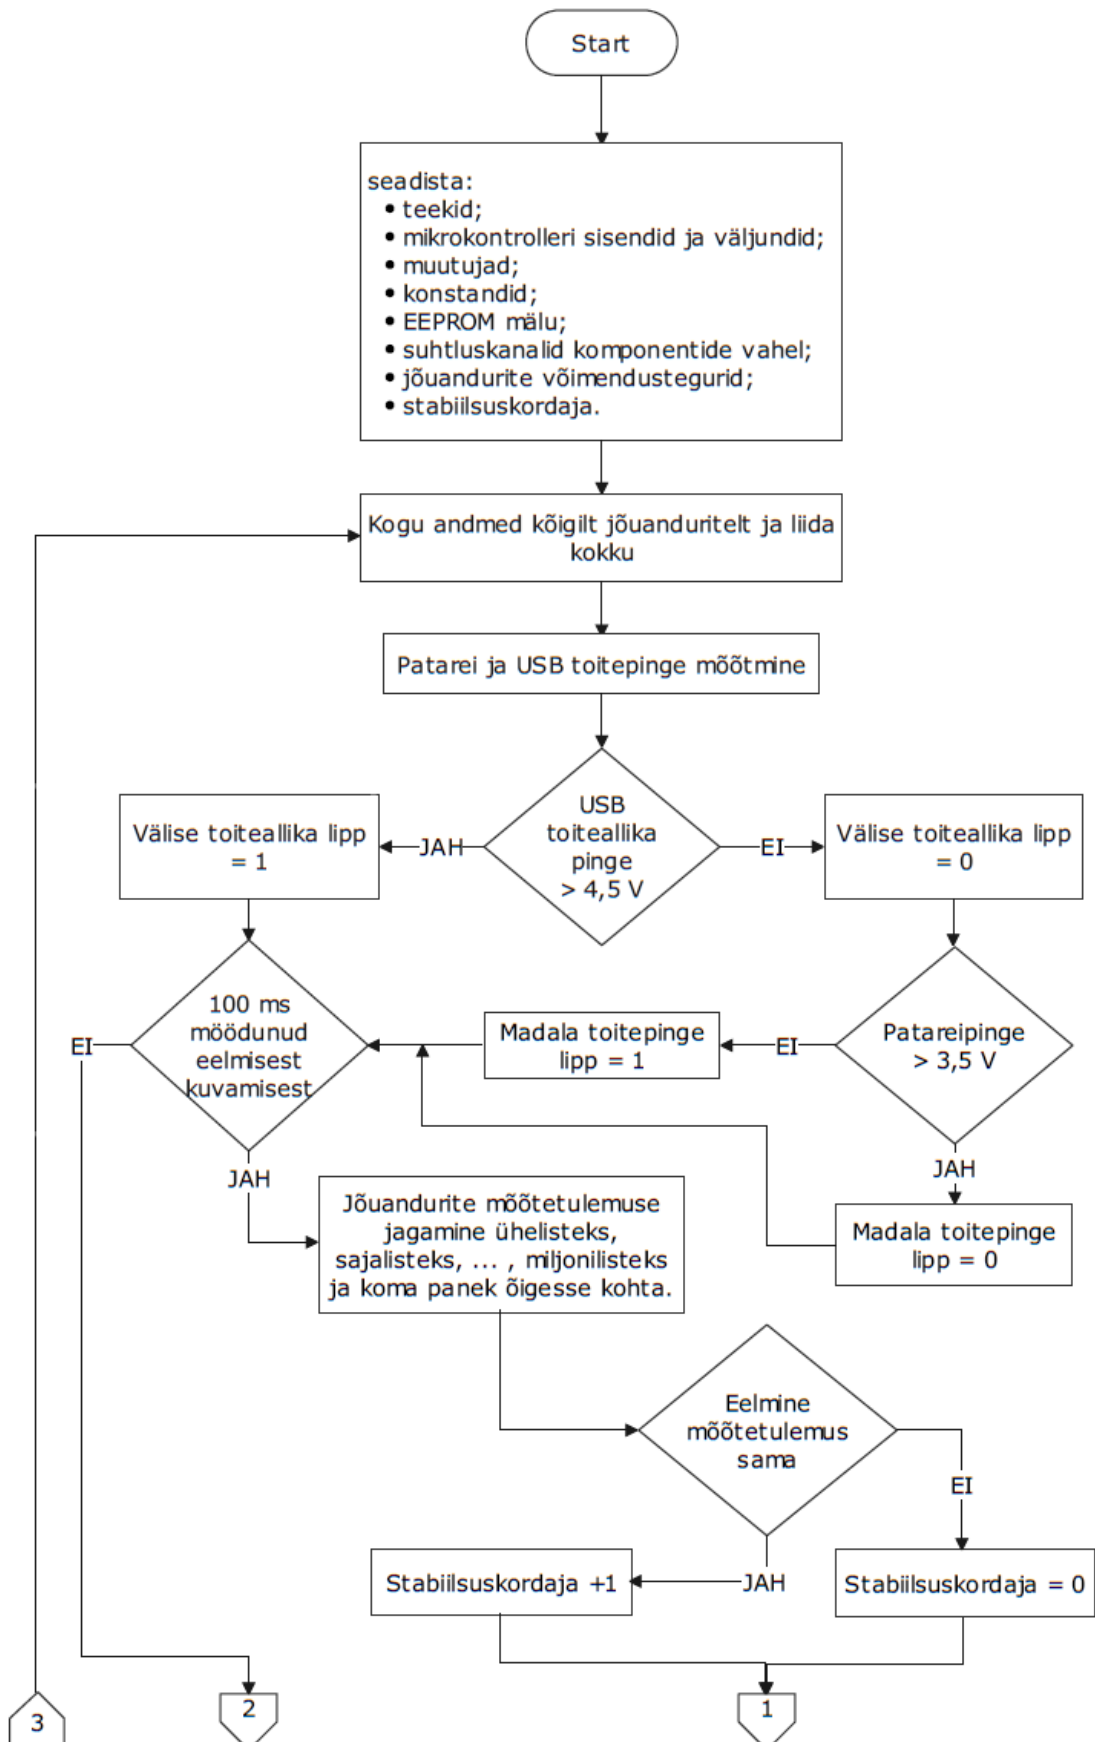 Start
seadista:
• teekid;
• mikrokontrolleri sisendid ja väljundid;
• muutujad;
• konstandid;
• EEPROM mälu;
• suhtluskanalid komponentide vahel;
• jõuandurite võimendustegurid;
• stabiilsuskordaja.
Kogu andmed kõigilt jõuanduritelt ja liida
kokku
Patarei ja USB toitepinge mõõtmine
USB
toiteallika
pinge
> 4,5 V
JAH
EI
Välise toiteallika lipp
= 1
Välise toiteallika lipp
= 0
100 ms
möödunud
eelmisest
kuvamisest
EI
JAH
Madala toitepinge
lipp = 1
EI
Patareipinge
> 3,5 V
JAH
Madala toitepinge
lipp = 0
Jõuandurite mõõtetulemuse
jagamine ühelisteks,
sajalisteks, ... , miljonilisteks
ja koma panek õigesse kohta.
Eelmine
mõõtetulemus
sama
EI
JAH
Stabiilsuskordaja +1
Stabiilsuskordaja = 0
3
2
1